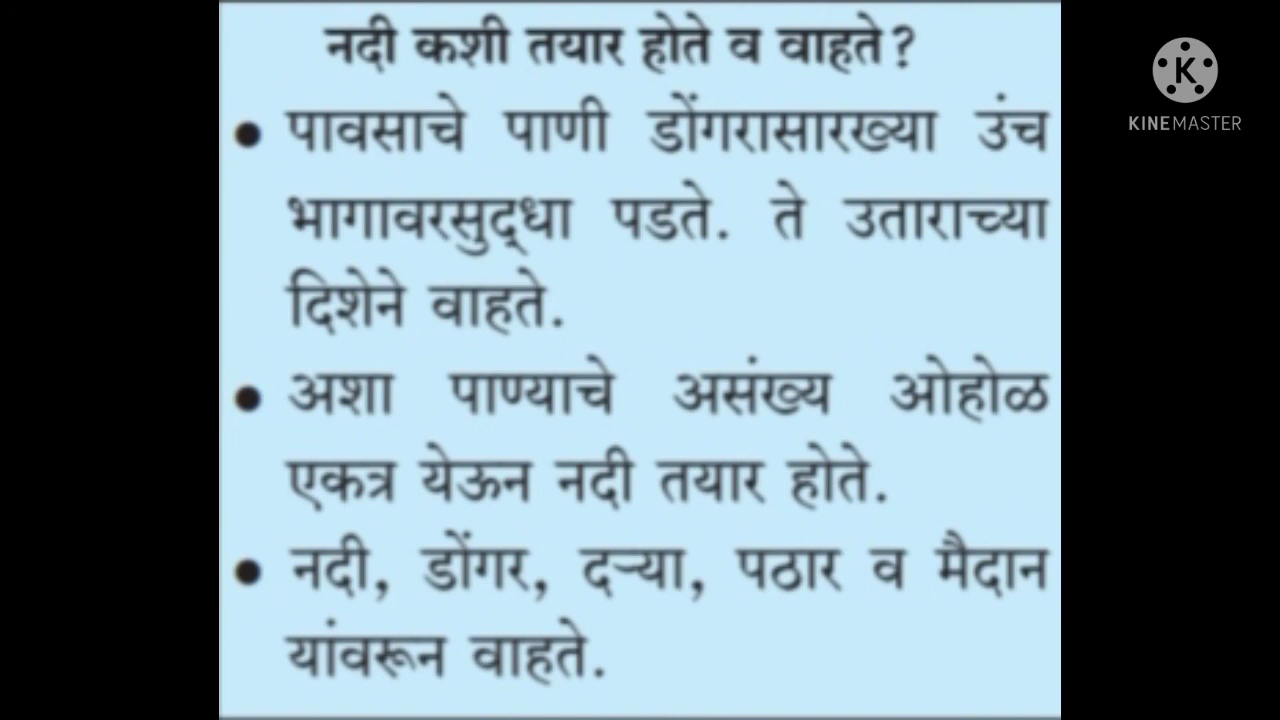 नदी कशी तयार होते व वाहते?
● पावसाचे पाणी डोंगरासारख्या उंच
भागावरसुद्धा पडते. ते उताराच्या
दिशेने वाहते.
● अशा पाण्याचे असंख्य ओहोळ
एकत्र येऊन नदी तयार होते.
● नदी, डोंगर, दऱ्या, पठार व मैदान
यांवरून वाहते.
K
KINEMASTER